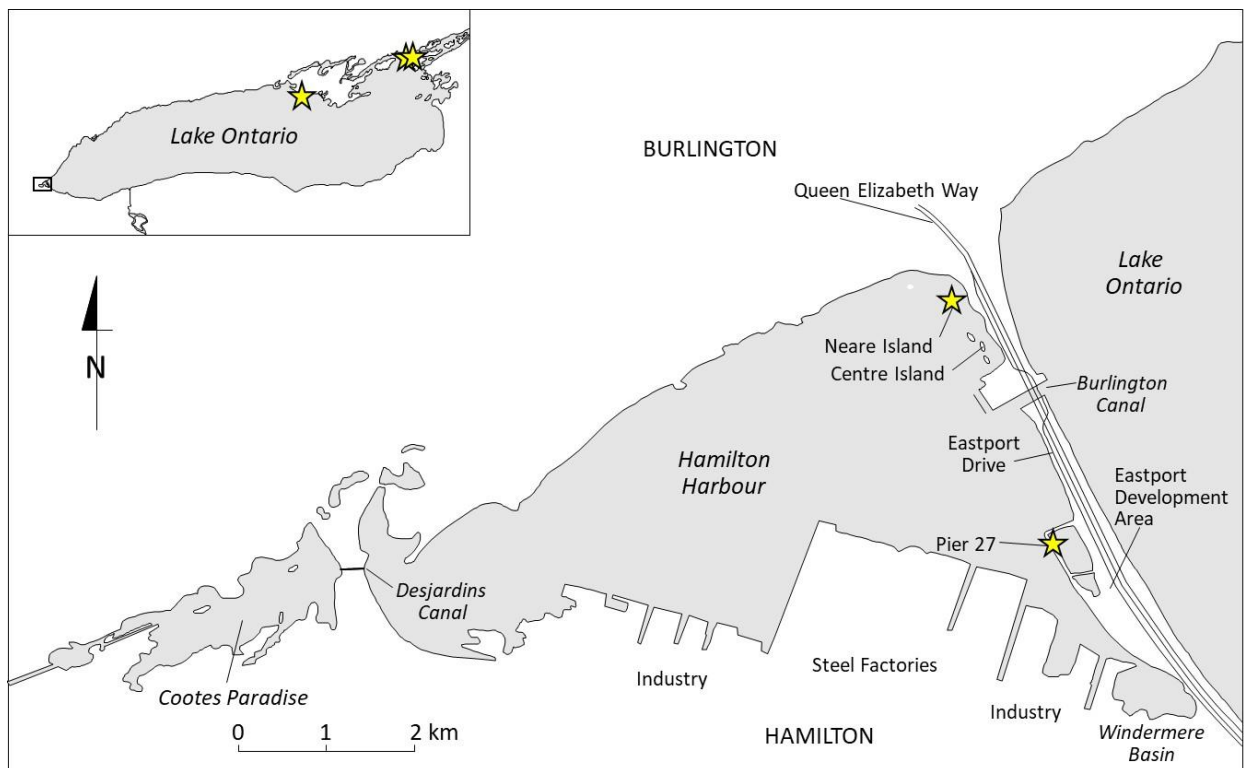 Lake Ontario
BURLINGTON
Queen Elizabeth Way
Lake
Ontario
N
Neare Island
Centre Island
Burlington
Canal
Eastport
Drive
Hamilton
Harbour
Eastport
Development
Area
Pier 27
Desjardins
Canal
Steel Factories
Industry
Cootes Paradise
Industry
0 1 2 km
HAMILTON
Windermere
Basin